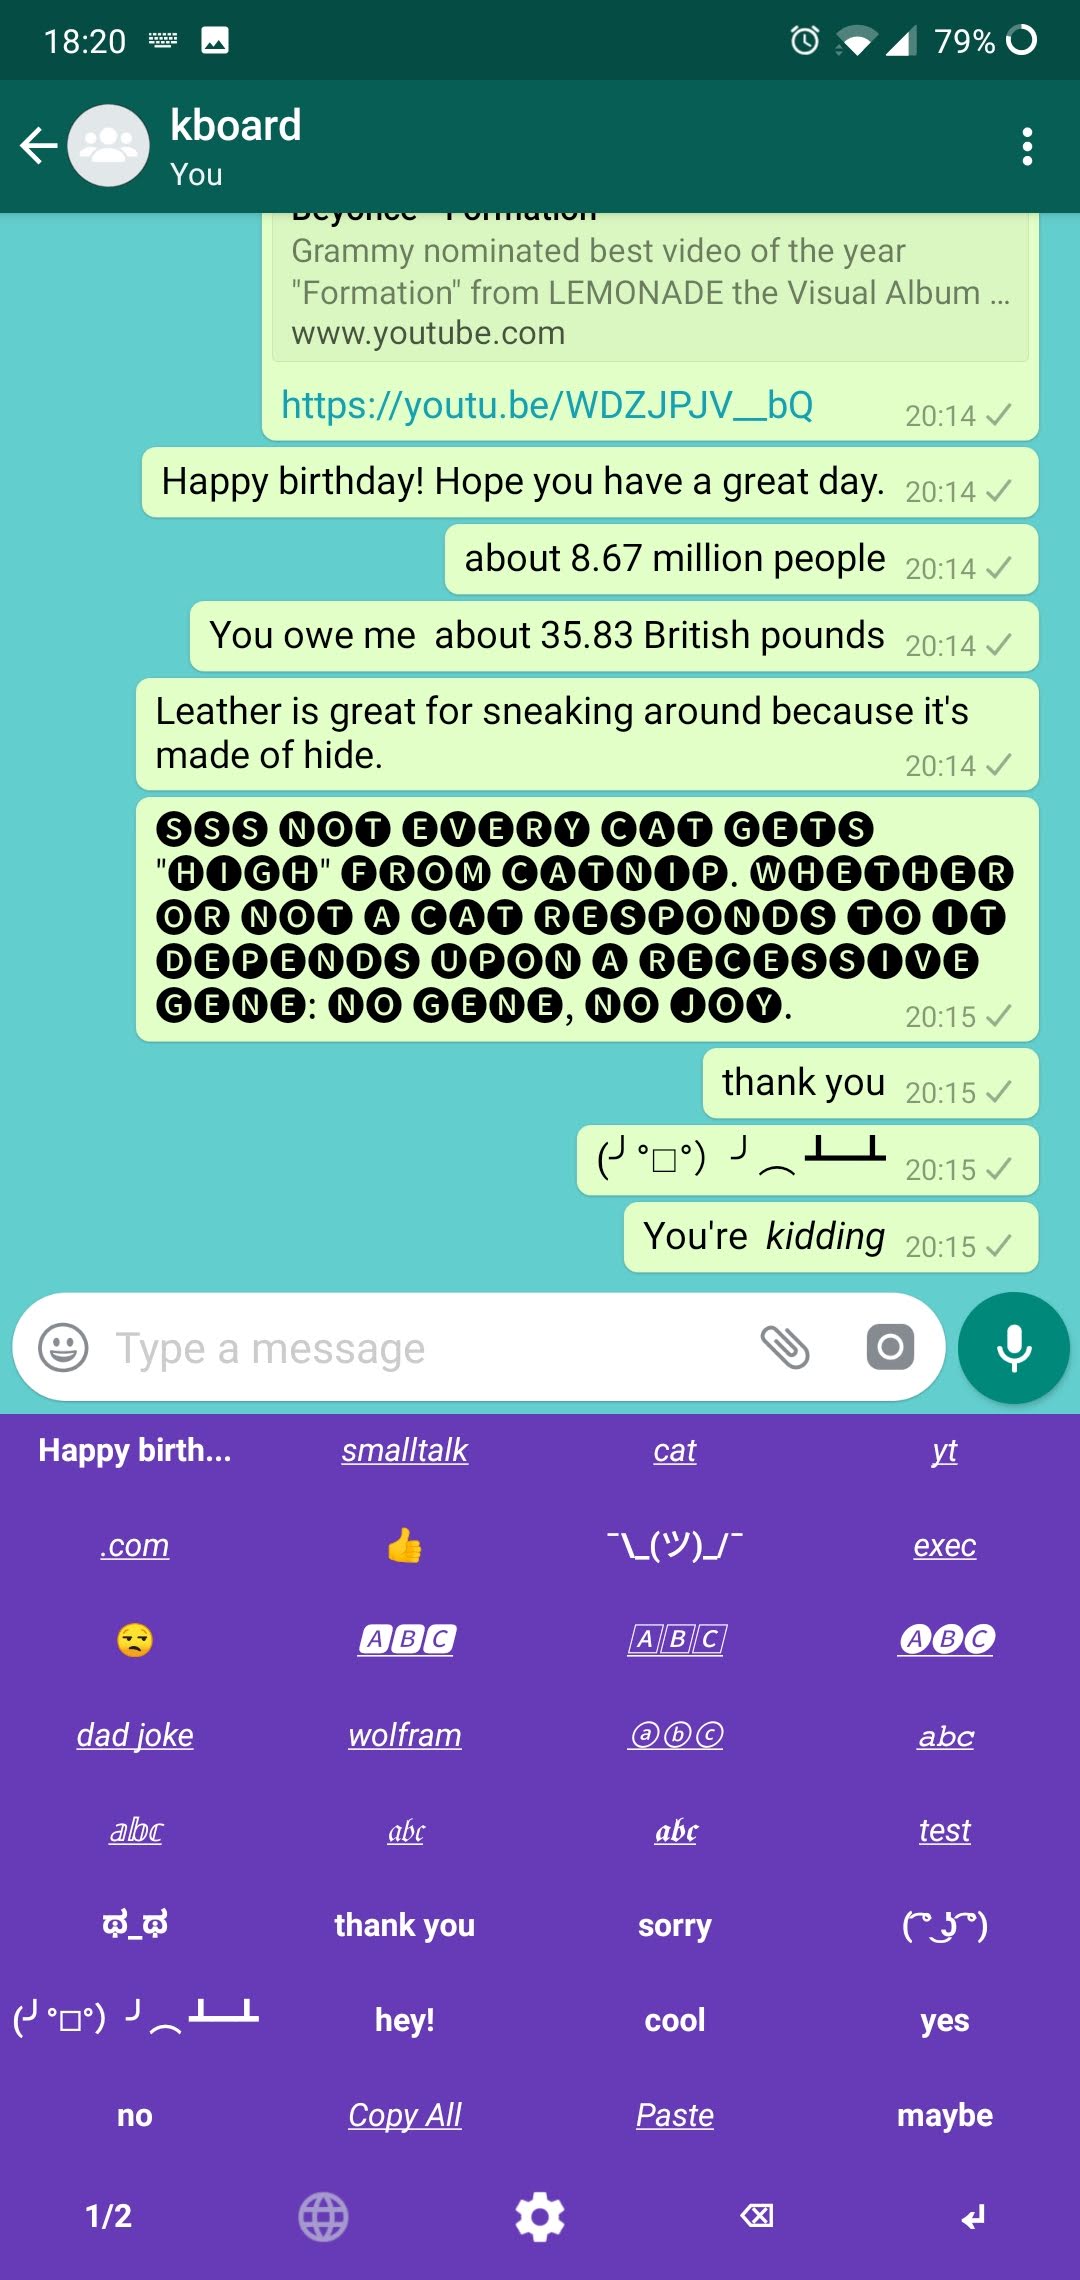 18:20 79%
kboard
You
Beyoncé - Formation
Grammy nominated best video of the year
"Formation" from LEMONADE the Visual Album ...
www.youtube.com
https://youtu.be/WDZJPJV__bQ 20:14
Happy birthday! Hope you have a great day. 20:14
about 8.67 million people 20:14
You owe me  about 35.83 British pounds 20:14
Leather is great for sneaking around because it's
made of hide. 20:14
🅢🅢🅢 🅝🅞🅣 🅔🅥🅔🅡🅨 🅒🅐🅣 🅖🅔🅣🅢
"🅗🅘🅖🅗" 🅕🅡🅞🅜 🅒🅐🅣🅝🅘🅟. 🅦🅗🅔🅣🅗🅔🅡
🅞🅡 🅝🅞🅣 🅐 🅒🅐🅣 🅡🅔🅢🅟🅞🅝🅓🅢 🅣🅞 🅘🅣
🅓🅔🅟🅔🅝🅓🅢 🅤🅟🅞🅝 🅐 🅡🅔🅒🅔🅢🅢🅘🅥🅔
🅖🅔🅝🅔: 🅝🅞 🅖🅔🅝🅔, 🅝🅞 🅙🅞🅨. 20:15
thank you 20:15
(╯°□°）╯︵ ┻━┻ 20:15
You're  kidding 20:15
Type a message
Happy birth... smalltalk cat yt
.com 👍 ¯\_(ツ)_/¯ exec
😒 🅰🅱🅲 🄰🄱🄲 🅐🅑🅒
dad joke wolfram ⓐⓑⓒ 𝚊𝚋𝚌
𝕒𝕓𝕔 𝔞𝔟𝔠 𝖆𝖇𝖈 test
ಥ_ಥ thank you sorry ( ͡° ͜ʖ ͡°)
(╯°□°）╯︵ ┻━┻ hey! cool yes
no Copy All Paste maybe
1/2